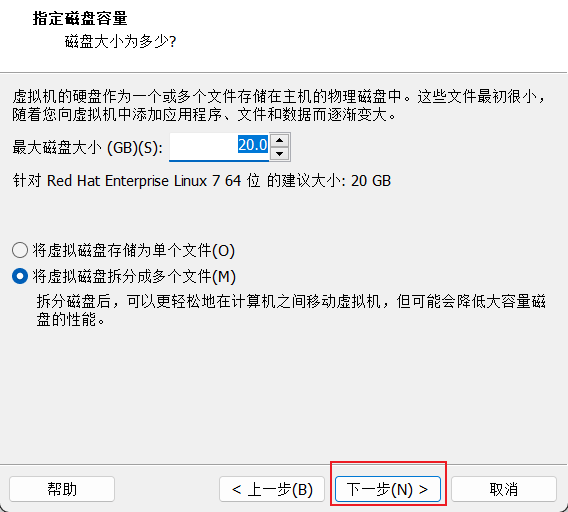 指定磁盘容量
磁盘大小为多少?
虚拟机的硬盘作为一个或多个文件存储在主机的物理磁盘中。这些文件最初很小，
随着您向虚拟机中添加应用程序、文件和数据而逐渐变大。
最大磁盘大小 (GB)(S): 20.0
针对 Red Hat Enterprise Linux 7 64 位 的建议大小: 20 GB
将虚拟磁盘存储为单个文件(O)
将虚拟磁盘拆分成多个文件(M)
拆分磁盘后，可以更轻松地在计算机之间移动虚拟机，但可能会降低大容量磁
盘的性能。
帮助 < 上一步(B) 下一步(N) > 取消